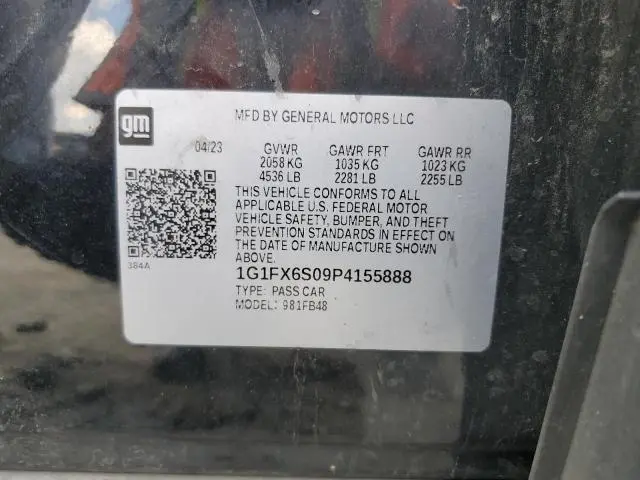 gm
MFD BY GENERAL MOTORS LLC
04/23 GVWR GAWR FRT GAWR RR
2058 KG 1035 KG 1023 KG
4536 LB 2281 LB 2255 LB
THIS VEHICLE CONFORMS TO ALL
APPLICABLE U.S. FEDERAL MOTOR
VEHICLE SAFETY, BUMPER, AND THEFT
PREVENTION STANDARDS IN EFFECT ON
THE DATE OF MANUFACTURE SHOWN
ABOVE.
384A
1G1FX6S09P4155888
TYPE: PASS CAR
MODEL: 981FB48